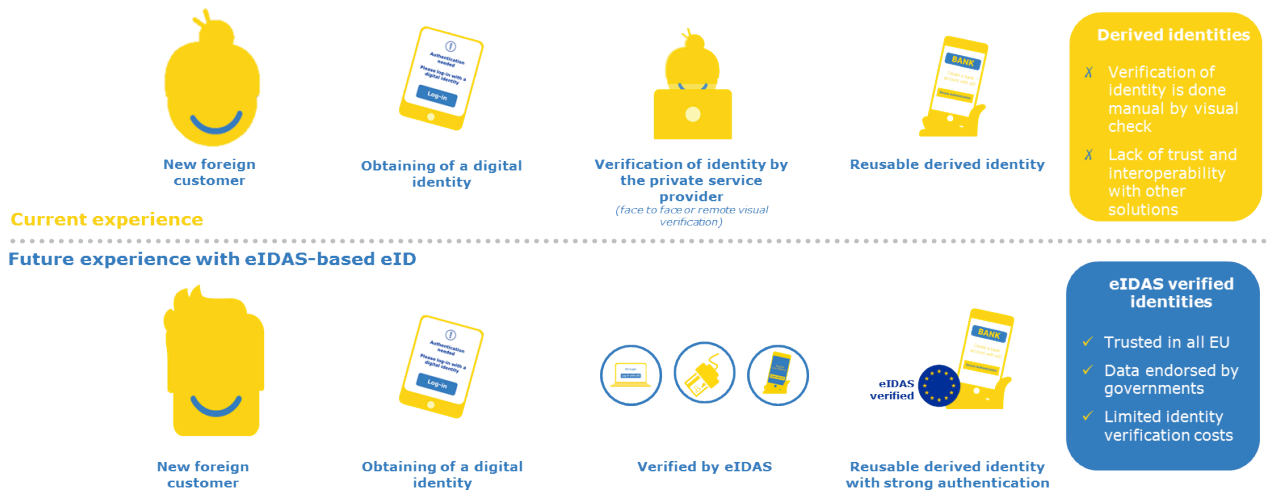 Authentication
needed
Please log-in with a
digital identity
Log-in
BANK
New foreign
customer
Obtaining of a digital
identity
Verification of identity by
the private service
provider
(face to face or remote visual
verification)
Reusable derived identity
Derived identities
✗ Verification of
identity is done
manual by visual
check
✗ Lack of trust and
interoperability
with other
solutions
Current experience
Future experience with eIDAS-based eID
Authentication
needed
Please log-in with a
digital identity
Log-in
BANK
eIDAS
verified
New foreign
customer
Obtaining of a digital
identity
Verified by eIDAS
Reusable derived identity
with strong authentication
eIDAS verified
identities
✓ Trusted in all EU
✓ Data endorsed by
governments
✓ Limited identity
verification costs